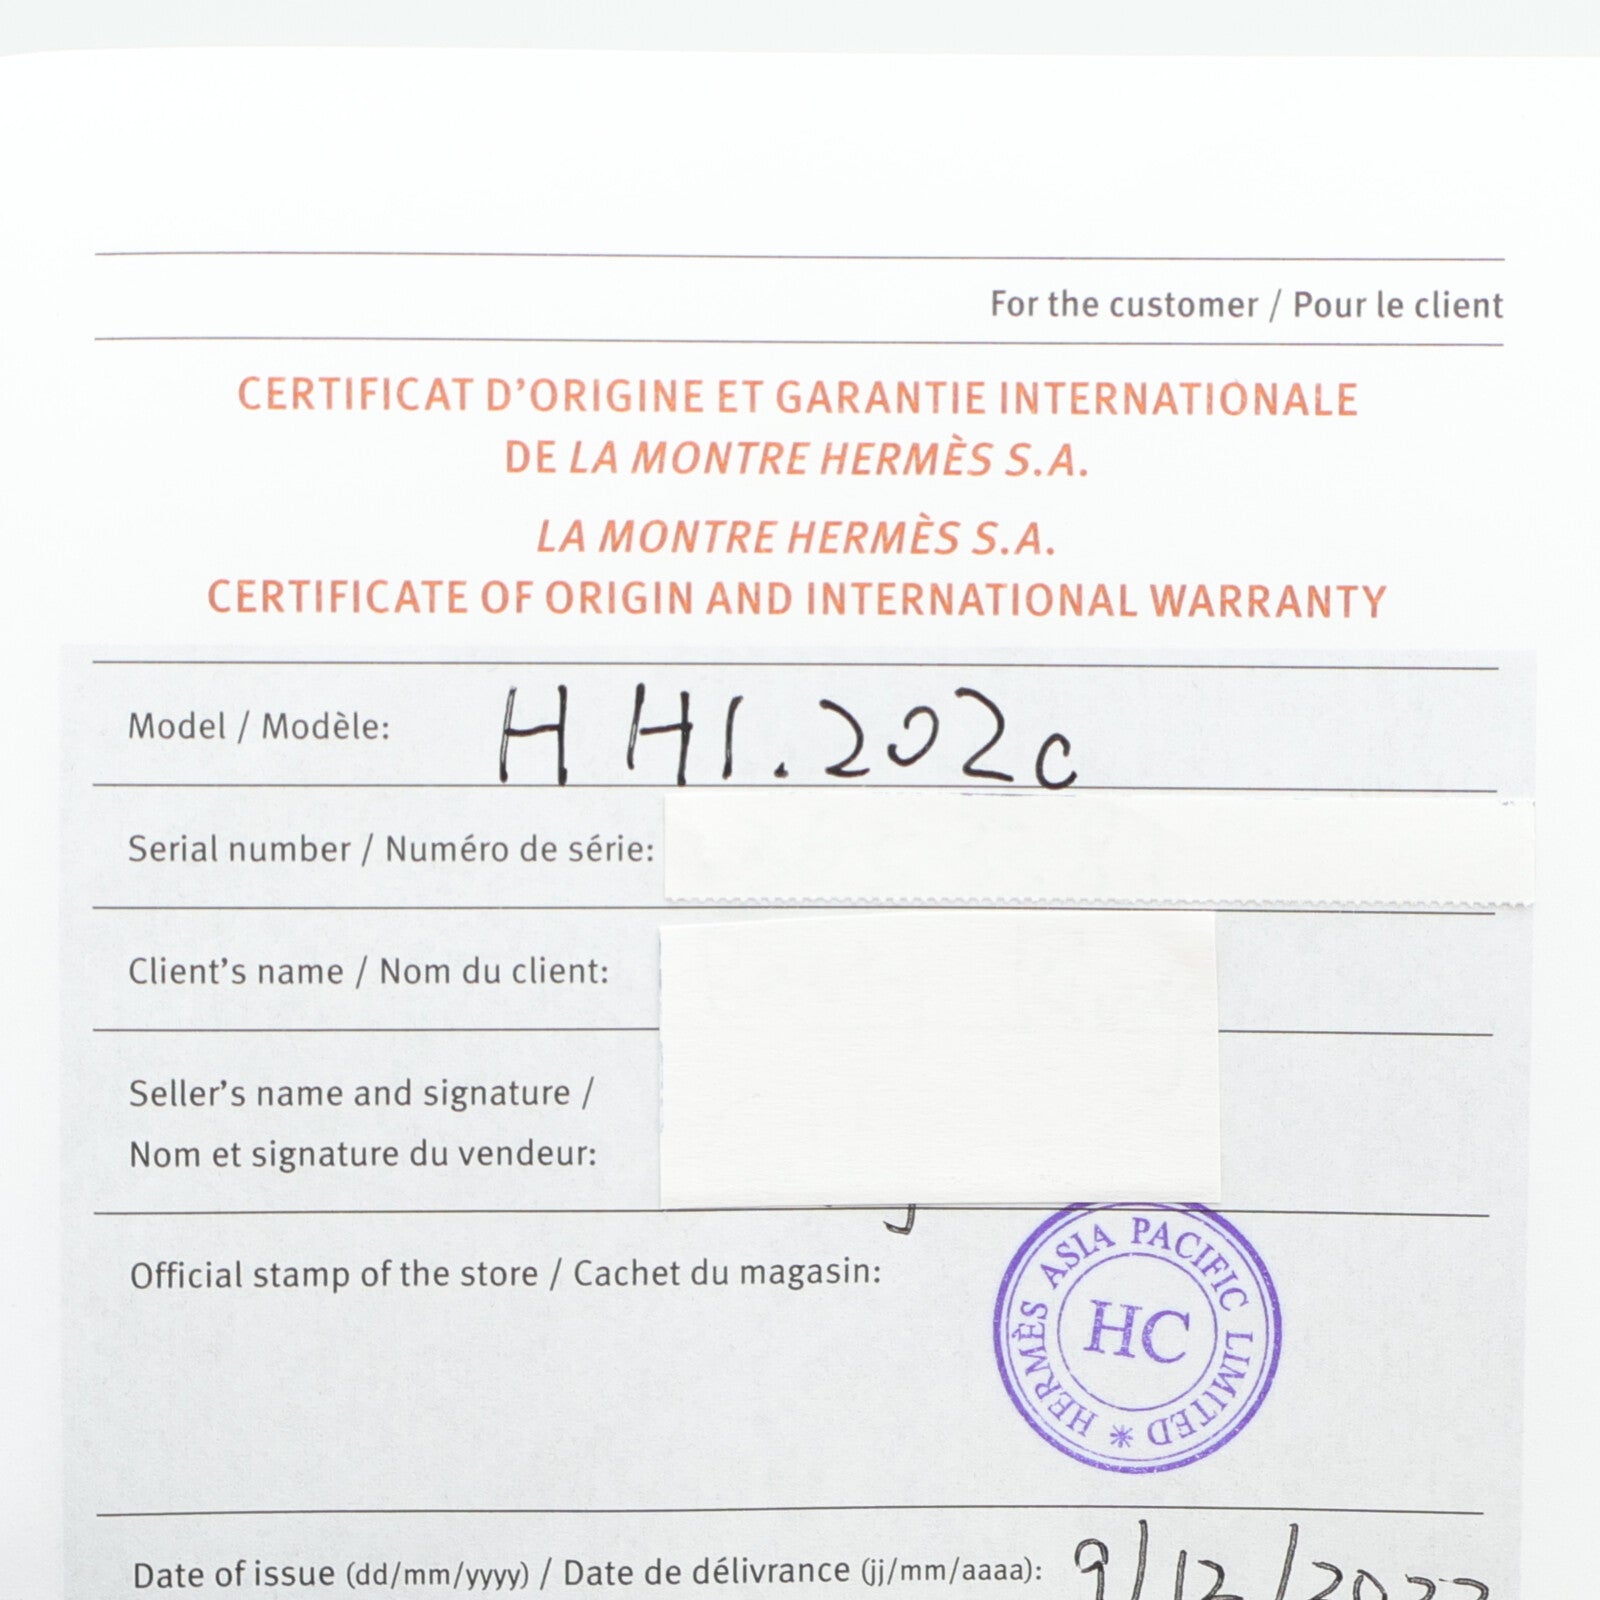 For the customer / Pour le client
CERTIFICAT D'ORIGINE ET GARANTIE INTERNATIONALE
DE LA MONTRE HERMÈS S.A.
LA MONTRE HERMÈS S.A.
CERTIFICATE OF ORIGIN AND INTERNATIONAL WARRANTY
Model / Modèle: H H1.202c
Serial number / Numéro de série:
Client's name / Nom du client:
Seller's name and signature /
Nom et signature du vendeur:
Official stamp of the store / Cachet du magasin:
HERMÈS ASIA PACIFIC LIMITED *
HC
Date of issue (dd/mm/yyyy) / Date de délivrance (jj/mm/aaaa): 9/12/2022